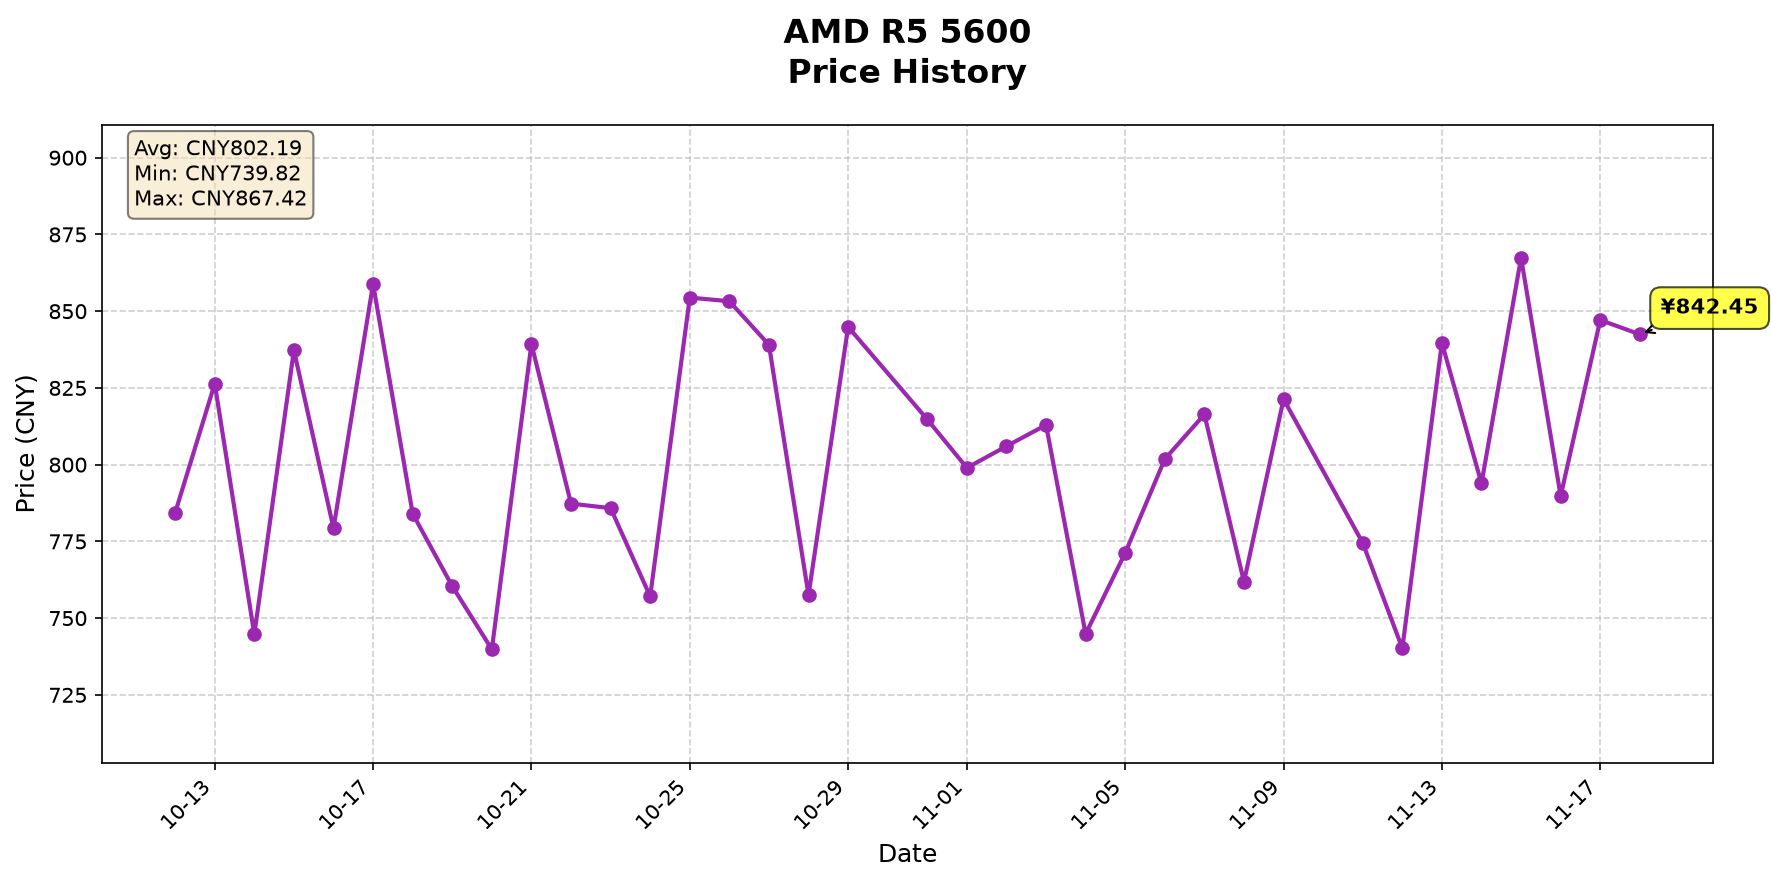 AMD R5 5600
Price History
Avg: CNY802.19
Min: CNY739.82
Max: CNY867.42
¥842.45
Price (CNY)
900
875
850
825
800
775
750
725
10-13
10-17
10-21
10-25
10-29
11-01
11-05
11-09
11-13
11-17
Date